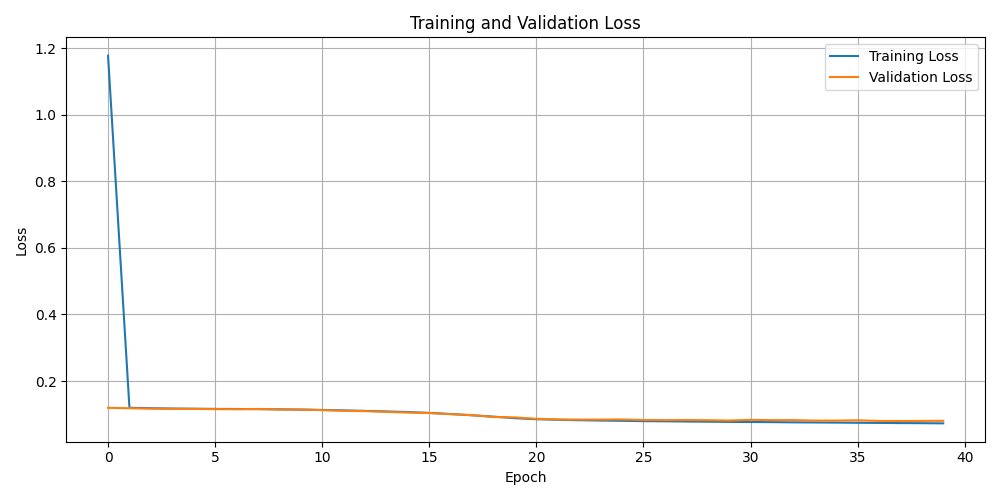 Training and Validation Loss
Training Loss
Validation Loss
1.2
1.0
0.8
0.6
0.4
0.2
Loss
0 5 10 15 20 25 30 35 40
Epoch